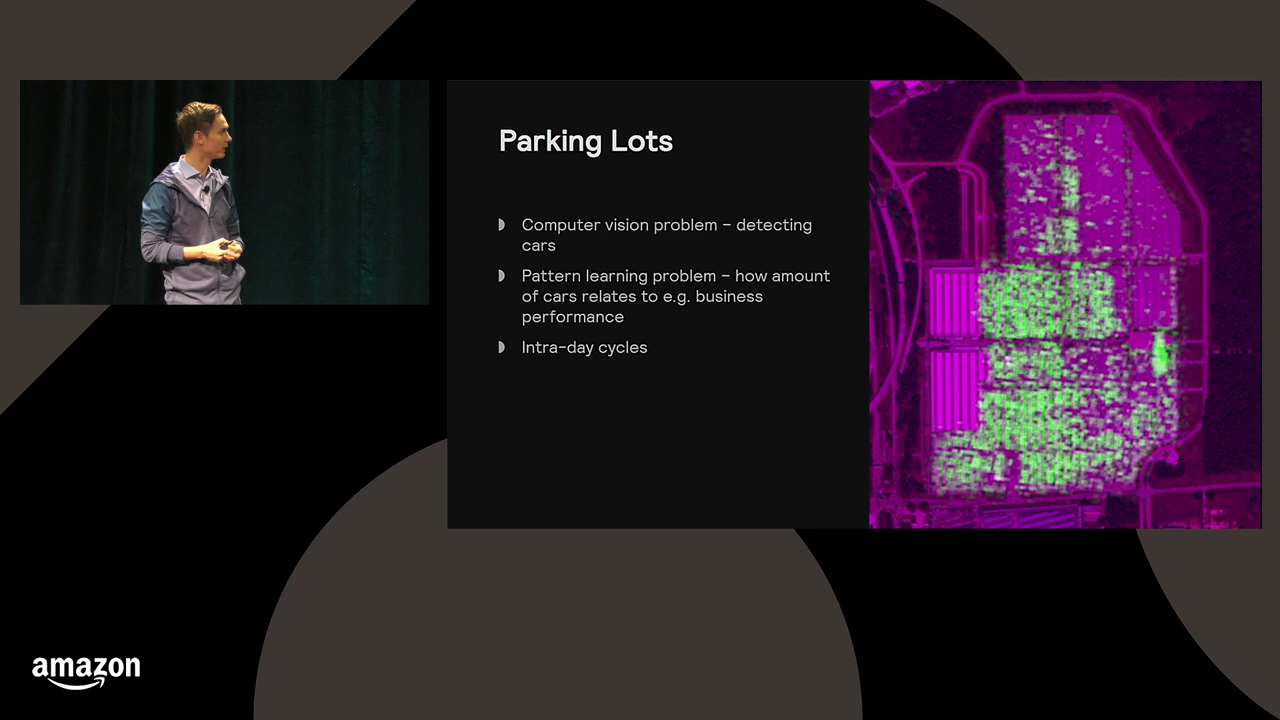 Parking Lots
Computer vision problem – detecting
cars
Pattern learning problem – how amount
of cars relates to e.g. business
performance
Intra-day cycles
amazon